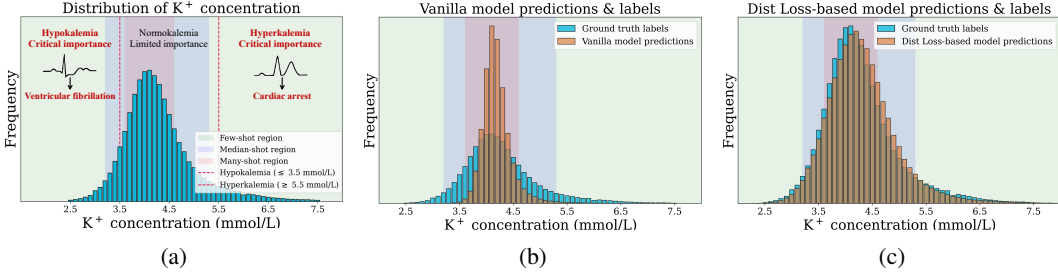 Distribution of K⁺ concentration
Hypokalemia
Critical importance
Normokalemia
Limited importance
Hyperkalemia
Critical importance
Ventricular fibrillation
Cardiac arrest
Few-shot region
Median-shot region
Many-shot region
Hypokalemia (≤ 3.5 mmol/L)
Hyperkalemia (≥ 5.5 mmol/L)
Frequency
2.5 3.5 4.5 5.5 6.5 7.5
K⁺ concentration (mmol/L)
(a)
Vanilla model predictions & labels
Ground truth labels
Vanilla model predictions
Frequency
2.5 3.5 4.5 5.5 6.5 7.5
K⁺ concentration (mmol/L)
(b)
Dist Loss-based model predictions & labels
Ground truth labels
Dist Loss-based model predictions
Frequency
2.5 3.5 4.5 5.5 6.5 7.5
K⁺ concentration (mmol/L)
(c)